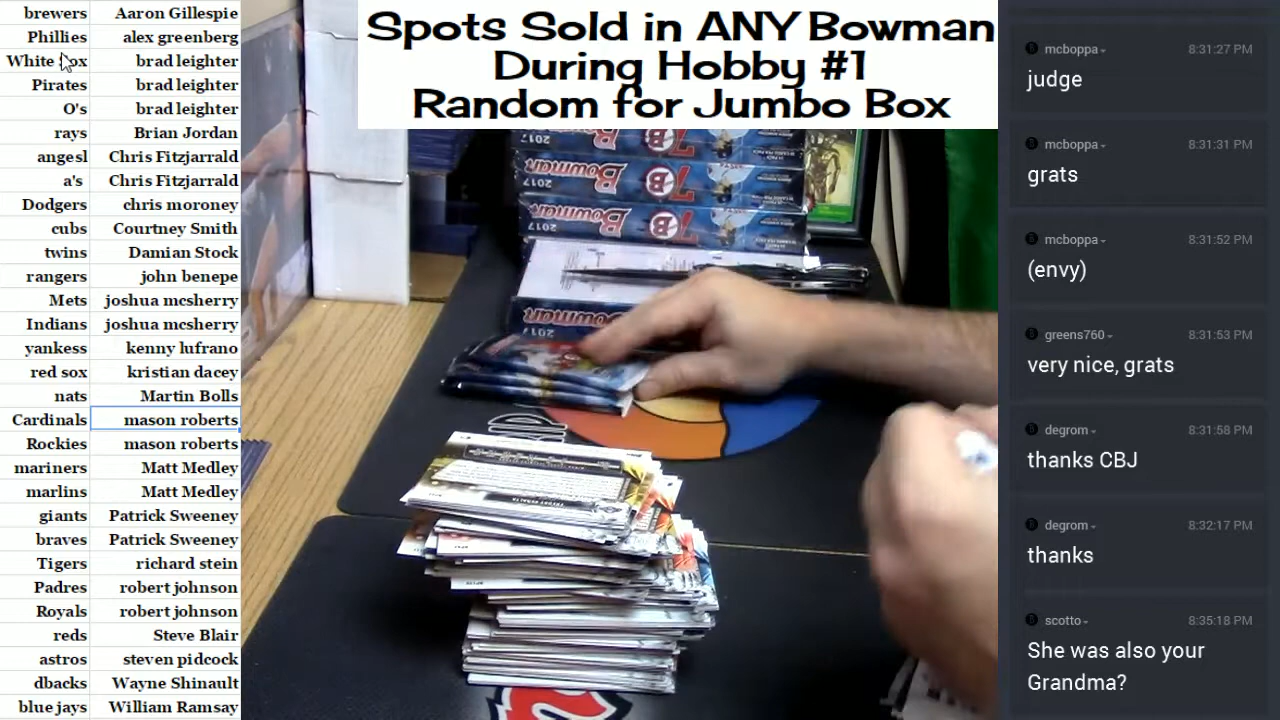 brewers Aaron Gillespie
Phillies alex greenberg
White Sox brad leighter
Pirates brad leighter
O's brad leighter
rays Brian Jordan
angesl Chris Fitzjarrald
a's Chris Fitzjarrald
Dodgers chris moroney
cubs Courtney Smith
twins Damian Stock
rangers john benepe
Mets joshua mcsherry
Indians joshua mcsherry
yankess kenny lufrano
red sox kristian dacey
nats Martin Bolls
Cardinals mason roberts
Rockies mason roberts
mariners Matt Medley
marlins Matt Medley
giants Patrick Sweeney
braves Patrick Sweeney
Tigers richard stein
Padres robert johnson
Royals robert johnson
reds Steve Blair
astros steven pidcock
dbacks Wayne Shinault
blue jays William Ramsay
Spots Sold in ANY Bowman
During Hobby #1
Random for Jumbo Box
2017 Bowman
2017 Bowman
2017 Bowman
2017 Bowman
mcboppa 8:31:27 PM
judge
mcboppa 8:31:31 PM
grats
mcboppa 8:31:52 PM
(envy)
greens760 8:31:53 PM
very nice, grats
degrom 8:31:58 PM
thanks CBJ
degrom 8:32:17 PM
thanks
scotto 8:35:18 PM
She was also your
Grandma?